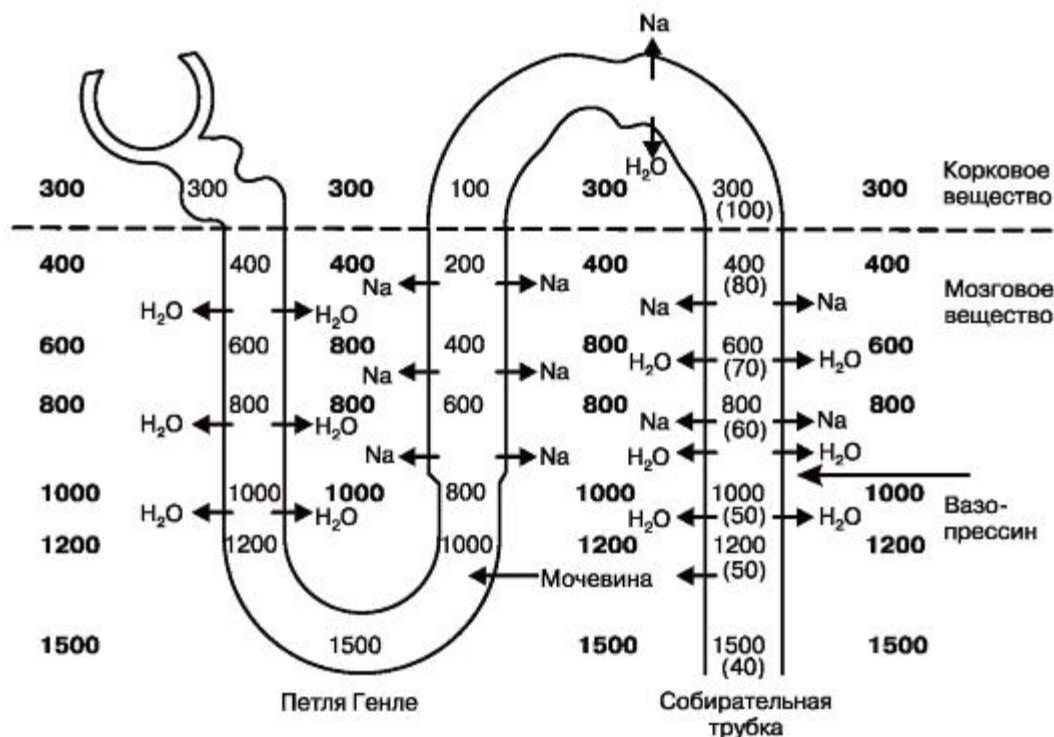 Na
H₂O
300 300 300 100 300 300 300 Корковое
(100) вещество
400 400 400 200 400 400 400
(80)
Na Na Na Na Мозговое
H₂O H₂O вещество
600 600 800 400 800 600 600
H₂O (70) H₂O
Na Na
800 800 800 600 800 800 800
H₂O H₂O Na (60) Na
Na Na H₂O H₂O
1000 1000 1000 800 1000 1000 1000
H₂O H₂O H₂O (50) H₂O Вазо-
1200 1200 1000 1200 1200 1200 прессин
Мочевина (50)
1500 1500 1500 1500 1500
(40)
Петля Генле Собирательная
трубка